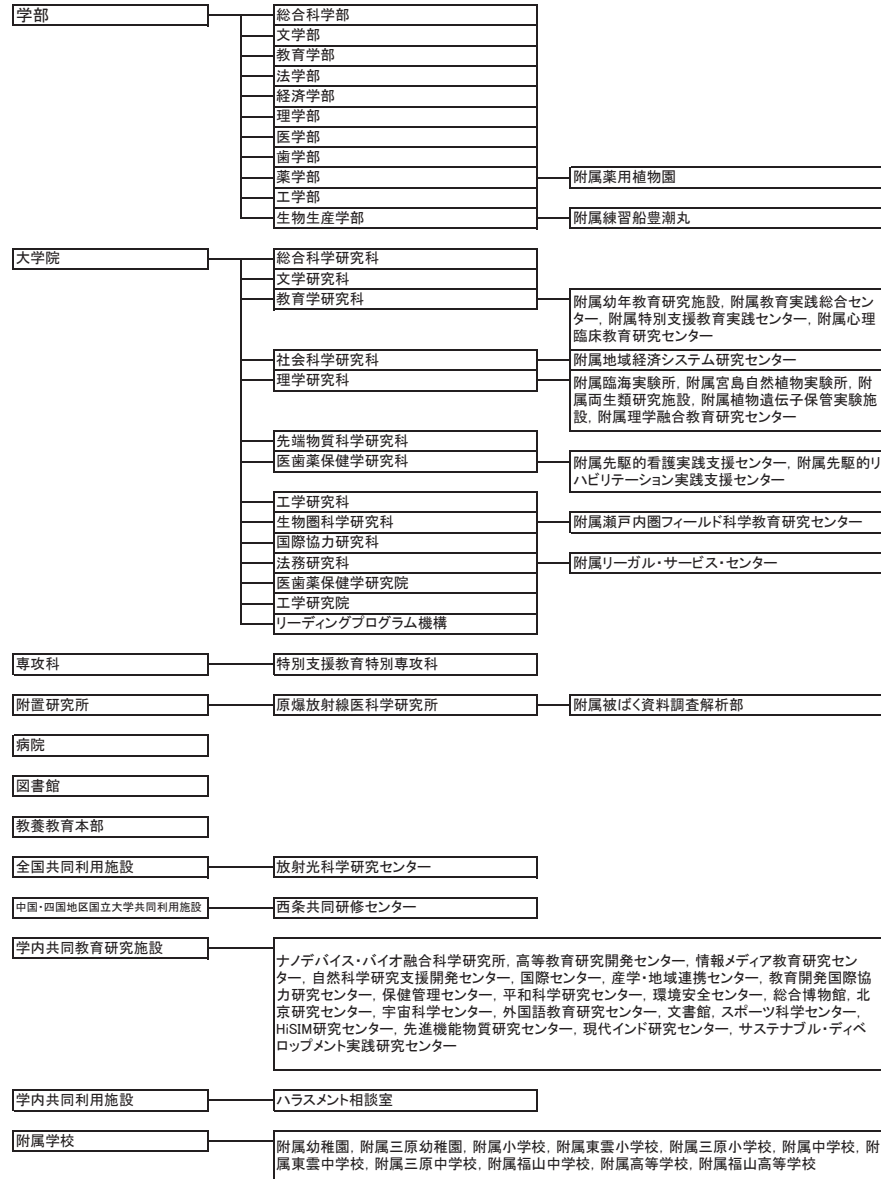 学部
総合科学部
文学部
教育学部
法学部
経済学部
理学部
医学部
歯学部
薬学部
附属薬用植物園
工学部
生物生産学部
附属練習船豊潮丸
大学院
総合科学研究科
文学研究科
教育学研究科
附属幼年教育研究施設, 附属教育実践総合セン
ター, 附属特別支援教育実践センター, 附属心理
臨床教育研究センター
社会科学研究科
附属地域経済システム研究センター
理学研究科
附属臨海実験所, 附属宮島自然植物実験所, 附
属両生類研究施設, 附属植物遺伝子保管実験施
設, 附属理学融合教育研究センター
先端物質科学研究科
医歯薬保健学研究科
附属先駆的看護実践支援センター, 附属先駆的リ
ハビリテーション実践支援センター
工学研究科
生物圏科学研究科
附属瀬戸内圏フィールド科学教育研究センター
国際協力研究科
法務研究科
附属リーガル・サービス・センター
医歯薬保健学研究院
工学研究院
リーディングプログラム機構
専攻科
特別支援教育特別専攻科
附置研究所
原爆放射線医科学研究所
附属被ばく資料調査解析部
病院
図書館
教養教育本部
全国共同利用施設
放射光科学研究センター
中国・四国地区国立大学共同利用施設
西条共同研修センター
学内共同教育研究施設
ナノデバイス・バイオ融合科学研究所, 高等教育研究開発センター, 情報メディア教育研究セン
ター, 自然科学研究支援開発センター, 国際センター, 産学・地域連携センター, 教育開発国際協
力研究センター, 保健管理センター, 平和科学研究センター, 環境安全センター, 総合博物館, 北
京研究センター, 宇宙科学センター, 外国語教育研究センター, 文書館, スポーツ科学センター,
HiSIM研究センター, 先進機能物質研究センター, 現代インド研究センター, サステナブル・ディベ
ロップメント実践研究センター
学内共同利用施設
ハラスメント相談室
附属学校
附属幼稚園, 附属三原幼稚園, 附属小学校, 附属東雲小学校, 附属三原小学校, 附属中学校, 附
属東雲中学校, 附属三原中学校, 附属福山中学校, 附属高等学校, 附属福山高等学校